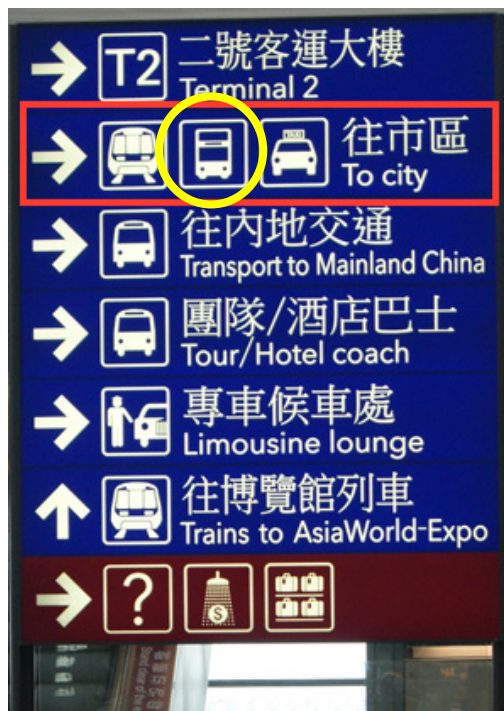 T2 二號客運大樓
Terminal 2
TAXI 往市區
To city
往內地交通
Transport to Mainland China
團隊/酒店巴士
Tour/Hotel coach
專車候車處
Limousine lounge
往博覽館列車
Trains to AsiaWorld-Expo
? $